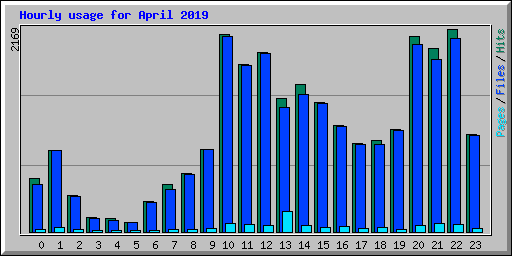 Hourly usage for April 2019
2169
Pages / Files / Hits
0 1 2 3 4 5 6 7 8 9 10 11 12 13 14 15 16 17 18 19 20 21 22 23